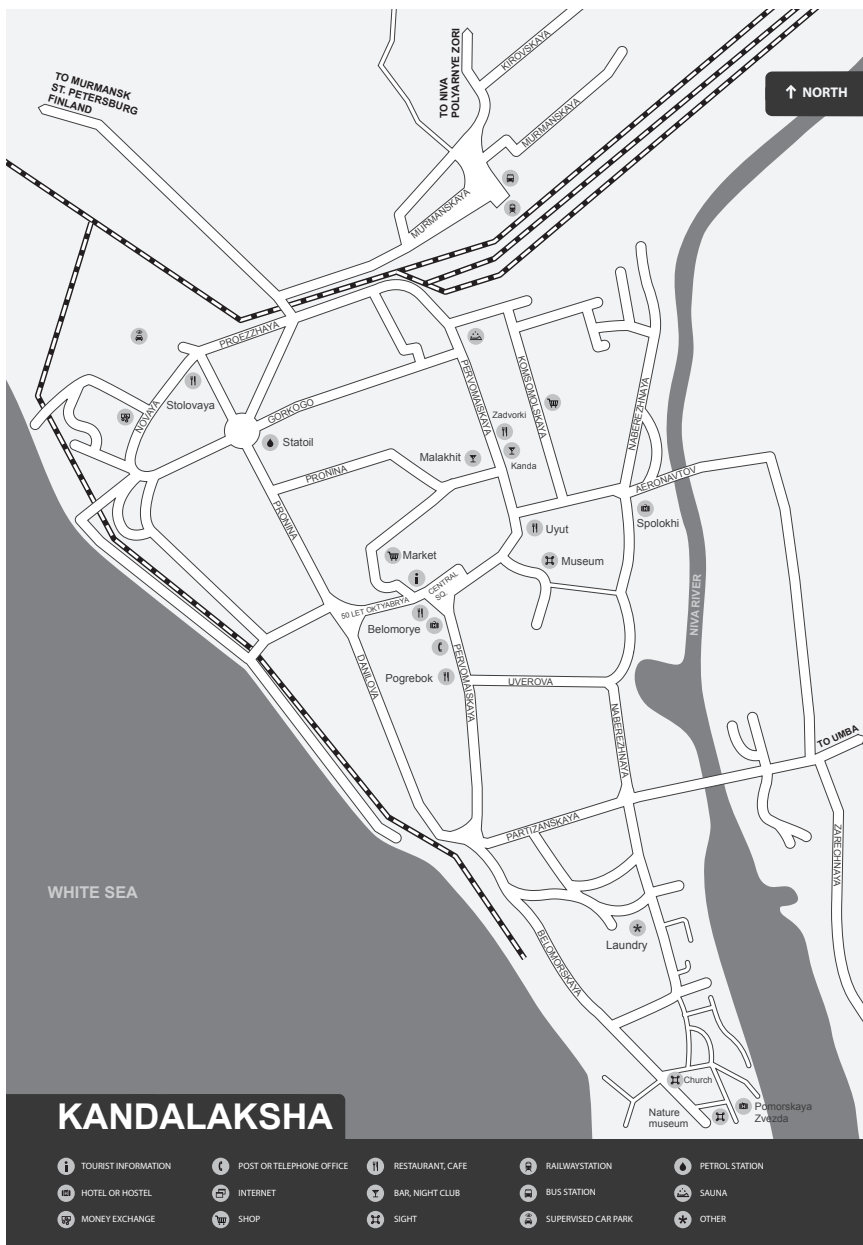 TO MURMANSK
ST. PETERSBURG
FINLAND
TO NIVA
POLYARNYE ZORI
KIROVSKAYA
↑ NORTH
MURMANSKAYA
MURMANSKAYA
PROEZZHAYA
Stolovaya
NOVAYA
GORKOGO
Statoil
PERVOMAISKAYA
KOMSOMOLSKAYA
Zadvorki
Kanda
Malakhit
NABEREZHNAYA
PRONINA
PRONINA
AERONAVTOV
Spolokhi
Uyut
Museum
Market
CENTRAL
SQ.
50 LET OKTYABRYA
Belomorye
NIVA RIVER
DANILOVA
Pogrebok
PERVOMAISKAYA
UVEROVA
NABEREZHNAYA
TO UMBA
PARTIZANSKAYA
ZARECHNAYA
WHITE SEA
BELOMORSKAYA
Laundry
Church
Nature
museum
Pomorskaya
Zvezda
KANDALAKSHA
TOURIST INFORMATION
HOTEL OR HOSTEL
MONEY EXCHANGE
POST OR TELEPHONE OFFICE
INTERNET
SHOP
RESTAURANT, CAFE
BAR, NIGHT CLUB
SIGHT
RAILWAYSTATION
BUS STATION
SUPERVISED CAR PARK
PETROL STATION
SAUNA
OTHER